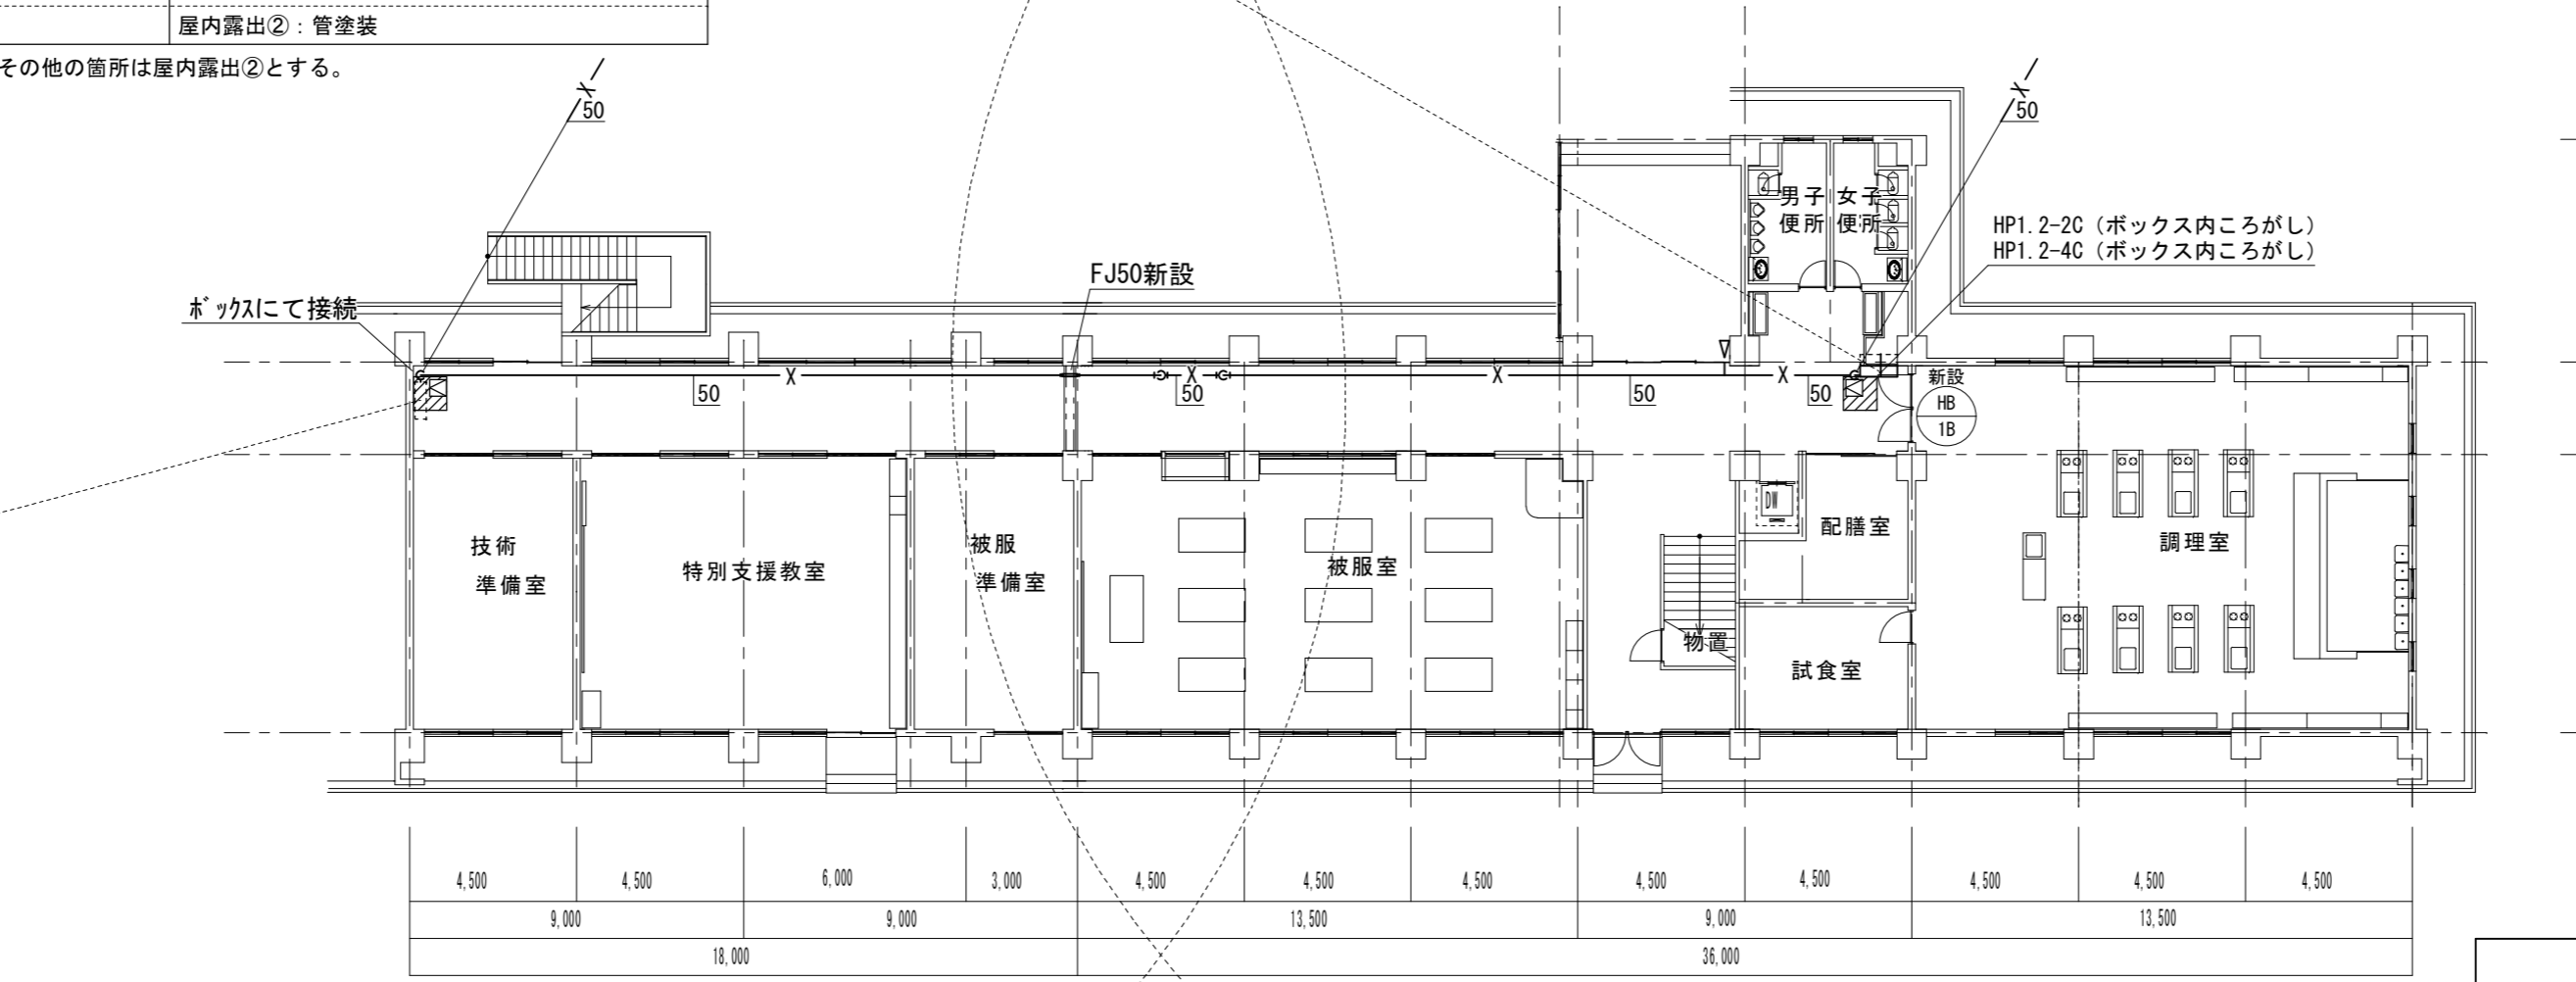 屋内露出②：管塗装
その他の箇所は屋内露出②とする。
X
50
X
50
男子
便所
女子
便所
HP1.2-2C（ボックス内ころがし）
HP1.2-4C（ボックス内ころがし）
FJ50新設
ﾎﾞｯｸｽにて接続
X
X
X
X
50
50
50
50
新設
HB
1B
DW
技術
準備室
特別支援教室
被服
準備室
被服室
物置
配膳室
試食室
調理室
4,500
4,500
6,000
3,000
4,500
4,500
4,500
4,500
4,500
4,500
4,500
4,500
9,000
9,000
13,500
9,000
13,500
18,000
36,000